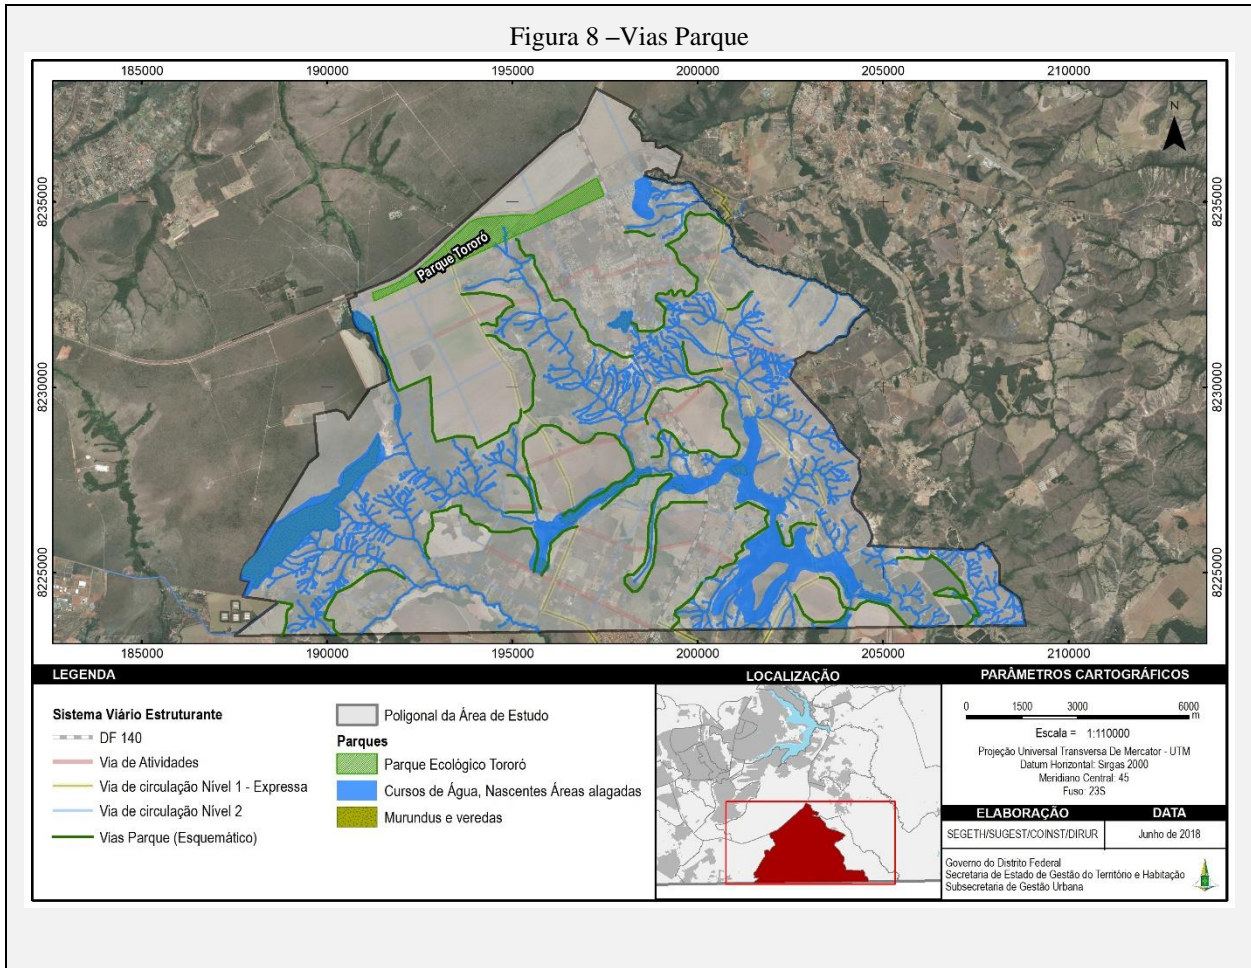 Figura 8 –Vias Parque
185000 190000 195000 200000 205000 210000
N
8235000 8235000
Parque Tororó
8230000 8230000
8225000 8225000
185000 190000 195000 200000 205000 210000
LEGENDA
Sistema Viário Estruturante
DF 140
Via de Atividades
Via de circulação Nível 1 - Expressa
Via de circulação Nível 2
Vias Parque (Esquemático)
Poligonal da Área de Estudo
Parques
Parque Ecológico Tororó
Cursos de Água, Nascentes Áreas alagadas
Murundus e veredas
LOCALIZAÇÃO
PARÂMETROS CARTOGRÁFICOS
0 1500 3000 6000
m
Escala = 1:110000
Projeção Universal Transversa De Mercator - UTM
Datum Horizontal: Sirgas 2000
Meridiano Central: 45
Fuso: 23S
ELABORAÇÃO DATA
SEGETH/SUGEST/COINST/DIRUR Junho de 2018
Governo do Distrito Federal
Secretaria de Estado de Gestão do Território e Habitação
Subsecretaria de Gestão Urbana